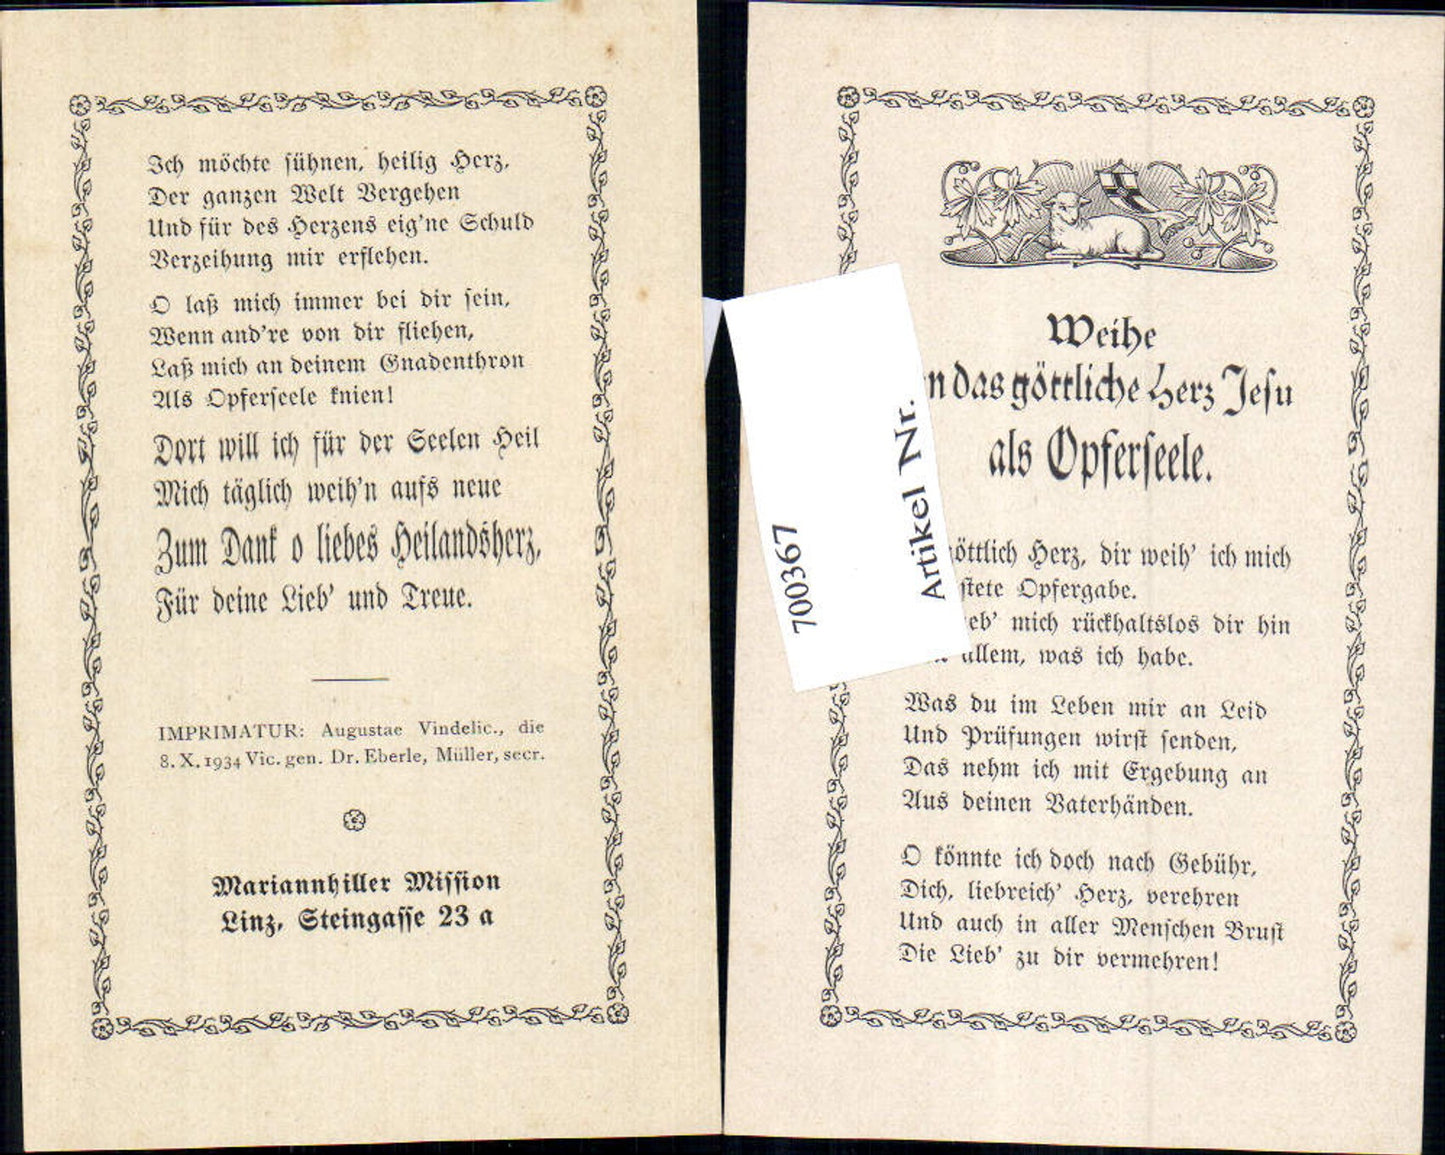 Ich möchte sühnen, heilig Herz,
Der ganzen Welt Vergehen
Und für des Herzens eig'ne Schuld
Verzeihung mir erflehen.
O laß mich immer bei dir sein,
Wenn and're von dir fliehen,
Laß mich an deinem Gnadenthron
Als Opferseele knien!
Dort will ich für der Seelen Heil
Mich täglich weih'n aufs neue
Zum Dank o liebes Heilandsherz,
Für deine Lieb' und Treue.
IMPRIMATUR: Augustae Vindelic., die
8. X. 1934 Vic. gen. Dr. Eberle, Müller, secr.
Mariannhiller Mission
Linz, Steingasse 23 a
Weihe
n das göttliche Herz Jesu
als Opferseele.
700367
Artikel Nr.
göttlich Herz, dir weih' ich mich
Opfergabe.
mich rückhaltslos dir hin
allem, was ich habe.
Was du im Leben mir an Leid
Und Prüfungen wirst senden,
Das nehm ich mit Ergebung an
Aus deinen Vaterhänden.
O könnte ich doch nach Gebühr,
Dich, liebreich' Herz, verehren
Und auch in aller Menschen Brust
Die Lieb' zu dir vermehren!